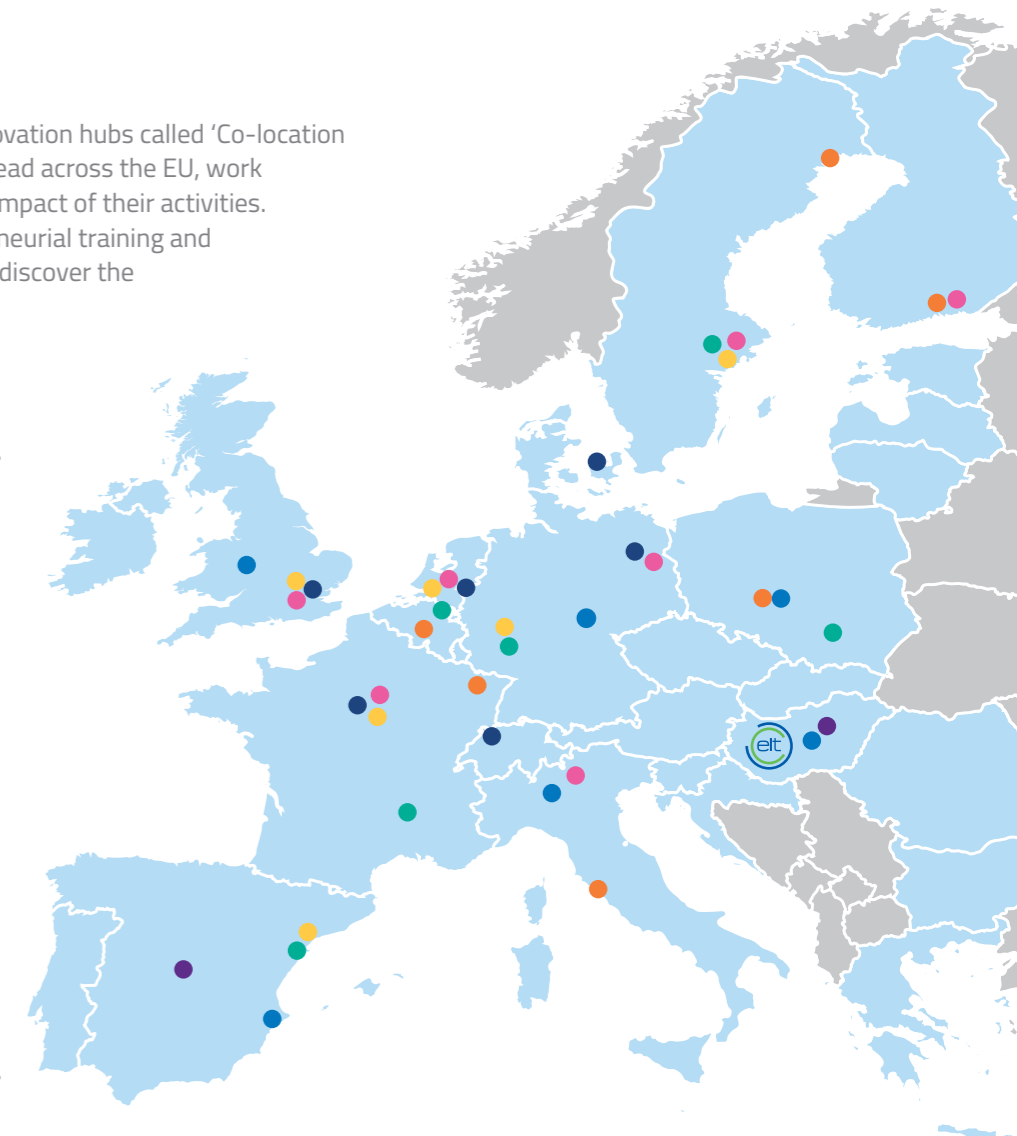 ovation hubs called ‘Co-location
ead across the EU, work
mpact of their activities.
neurial training and
discover the
eit